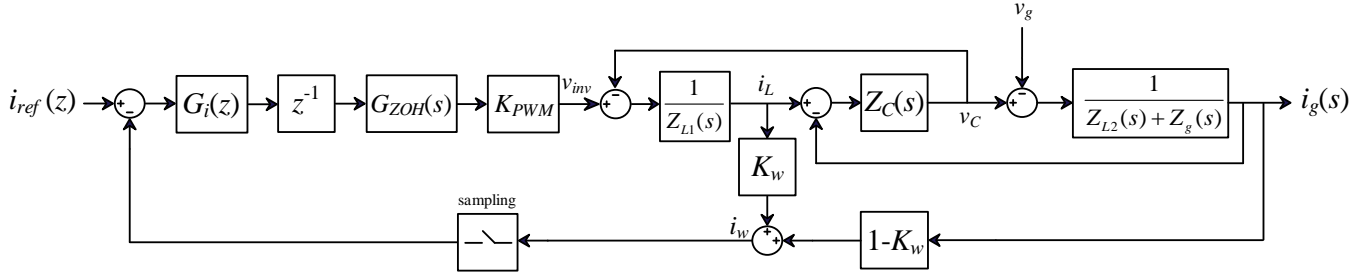 v_g
i_ref(z)
+
-
G_i(z)
z^-1
G_ZOH(s)
K_PWM
v_inv
+
-
1
Z_L1(s)
i_L
+
-
Z_C(s)
v_C
+
-
1
Z_L2(s)+Z_g(s)
i_g(s)
K_w
sampling
i_w
+
+
1-K_w